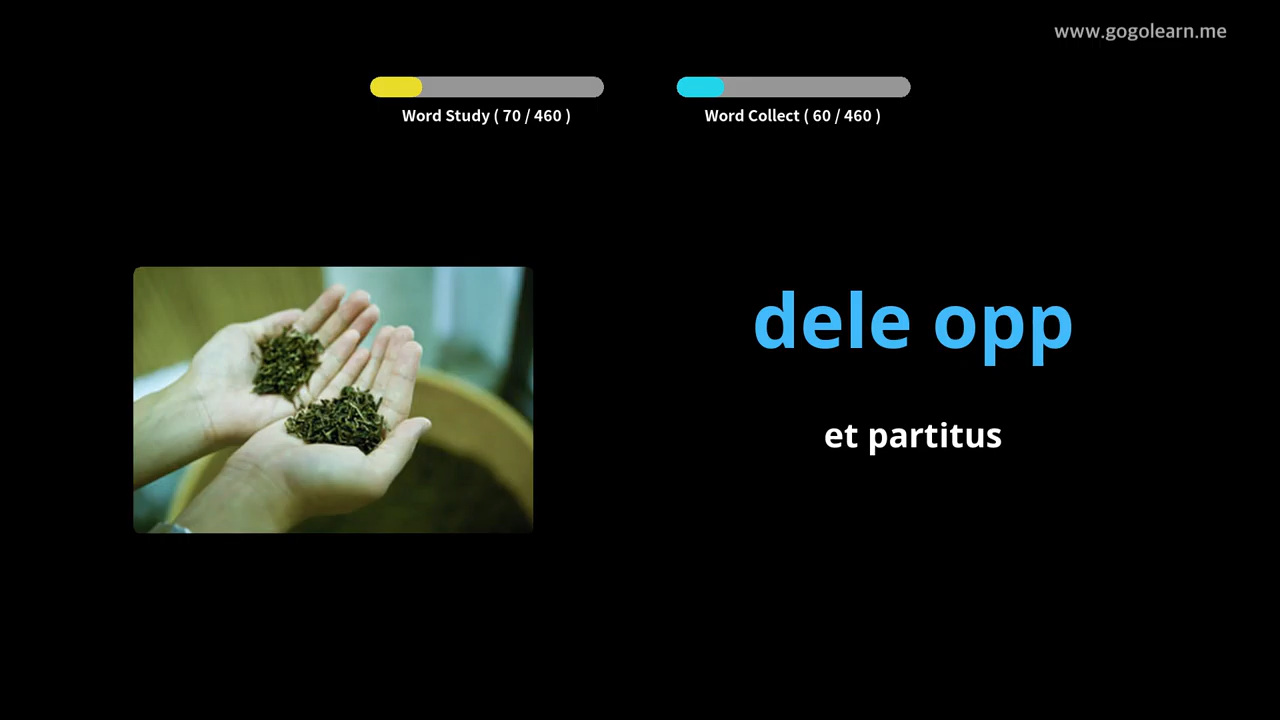 www.gogolearn.me
Word Study ( 70 / 460 )
Word Collect ( 60 / 460 )
dele opp
et partitus